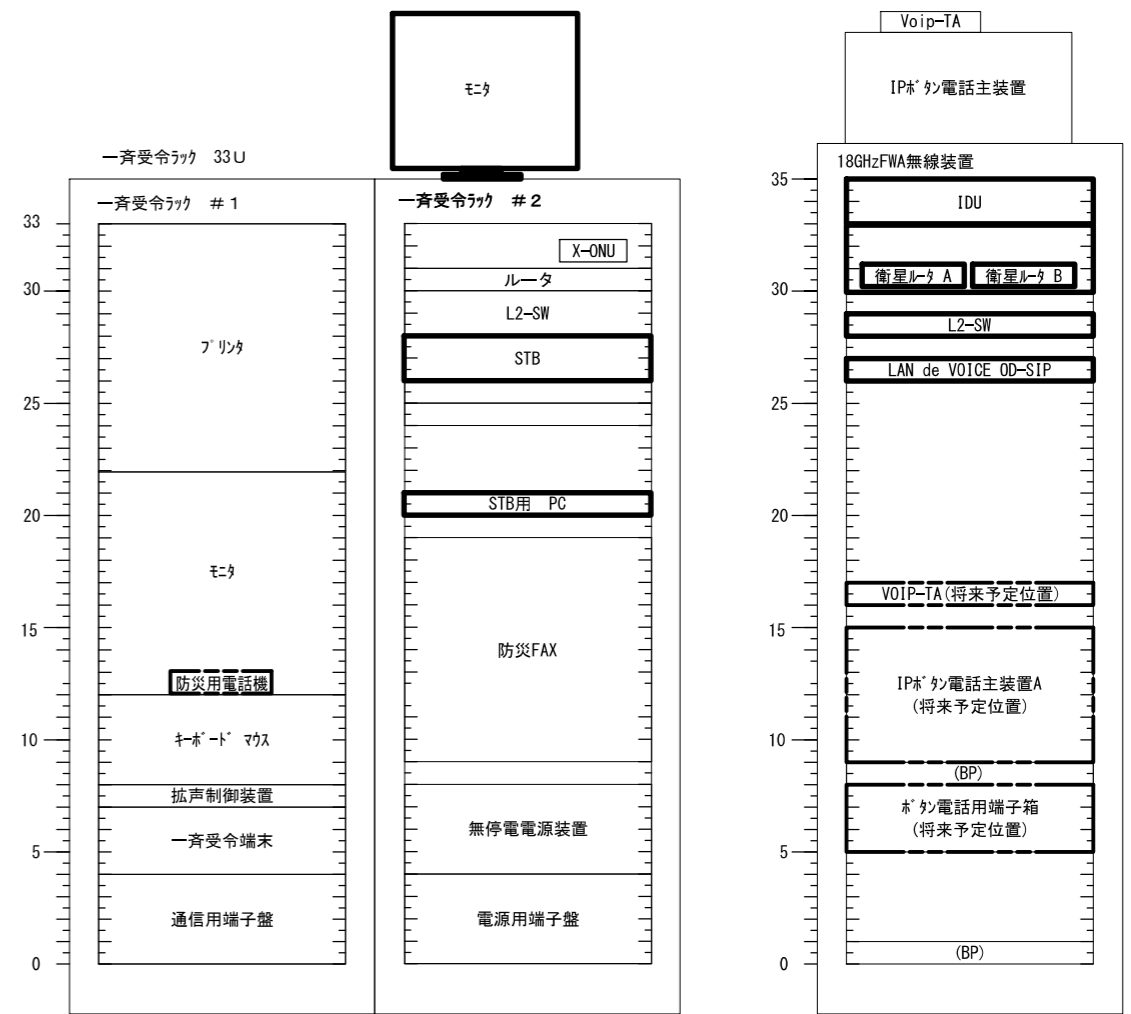 モニタ
一斉受令ラック 33U
一斉受令ラック #1
33
30
25
20
15
10
5
0
プリンタ
モニタ
防災用電話機
キーボード マウス
拡声制御装置
一斉受令端末
通信用端子盤
一斉受令ラック #2
X-ONU
ルータ
L2-SW
STB
STB用 PC
防災FAX
無停電電源装置
電源用端子盤
Voip-TA
IPボタン電話主装置
18GHzFWA無線装置
35
30
25
20
15
10
5
0
IDU
衛星ルータ A 衛星ルータ B
L2-SW
LAN de VOICE OD-SIP
VOIP-TA(将来予定位置)
IPボタン電話主装置A
(将来予定位置)
(BP)
ボタン電話用端子箱
(将来予定位置)
(BP)